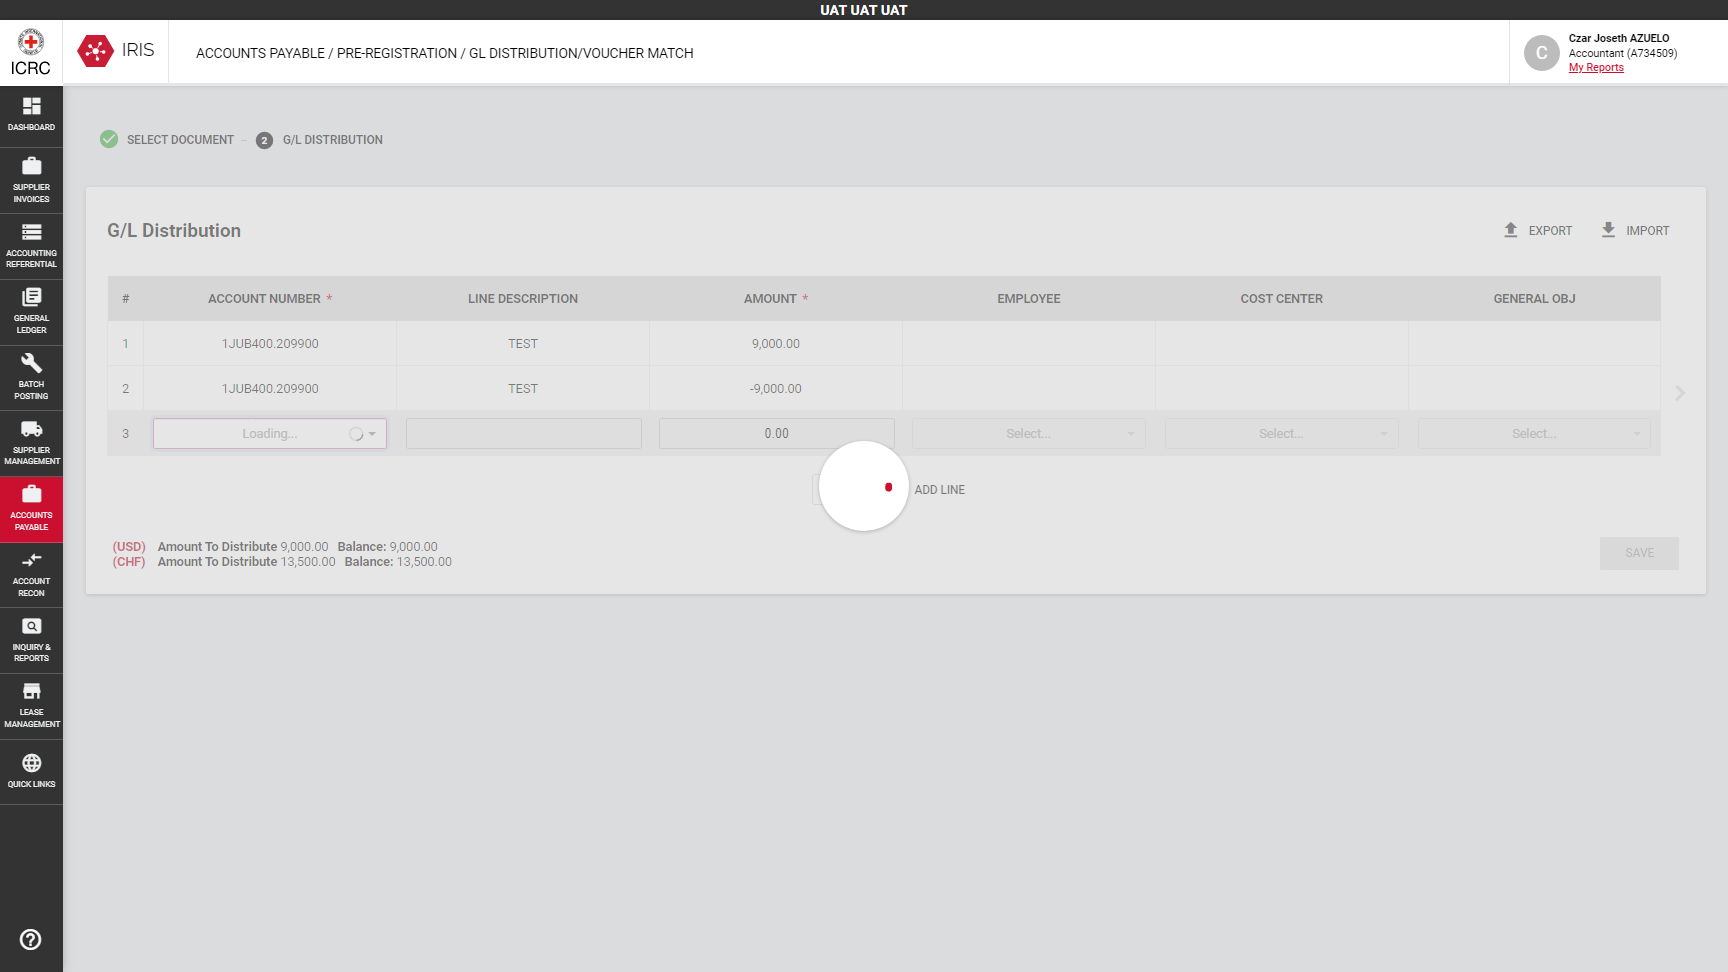 UAT UAT UAT
ICRC
IRIS
ACCOUNTS PAYABLE / PRE-REGISTRATION / GL DISTRIBUTION/VOUCHER MATCH
C
Czar Joseth AZUELO
Accountant (A734509)
My Reports
DASHBOARD
SUPPLIER
INVOICES
ACCOUNTING
REFERENTIAL
GENERAL
LEDGER
BATCH
POSTING
SUPPLIER
MANAGEMENT
ACCOUNTS
PAYABLE
ACCOUNT
RECON
INQUIRY &
REPORTS
LEASE
MANAGEMENT
QUICK LINKS
SELECT DOCUMENT 2 G/L DISTRIBUTION
G/L Distribution
EXPORT IMPORT
# ACCOUNT NUMBER * LINE DESCRIPTION AMOUNT * EMPLOYEE COST CENTER GENERAL OBJ
1 1JUB400.209900 TEST 9,000.00
2 1JUB400.209900 TEST -9,000.00
3 Loading... 0.00 Select... Select... Select...
ADD LINE
(USD) Amount To Distribute 9,000.00 Balance: 9,000.00
(CHF) Amount To Distribute 13,500.00 Balance: 13,500.00
SAVE